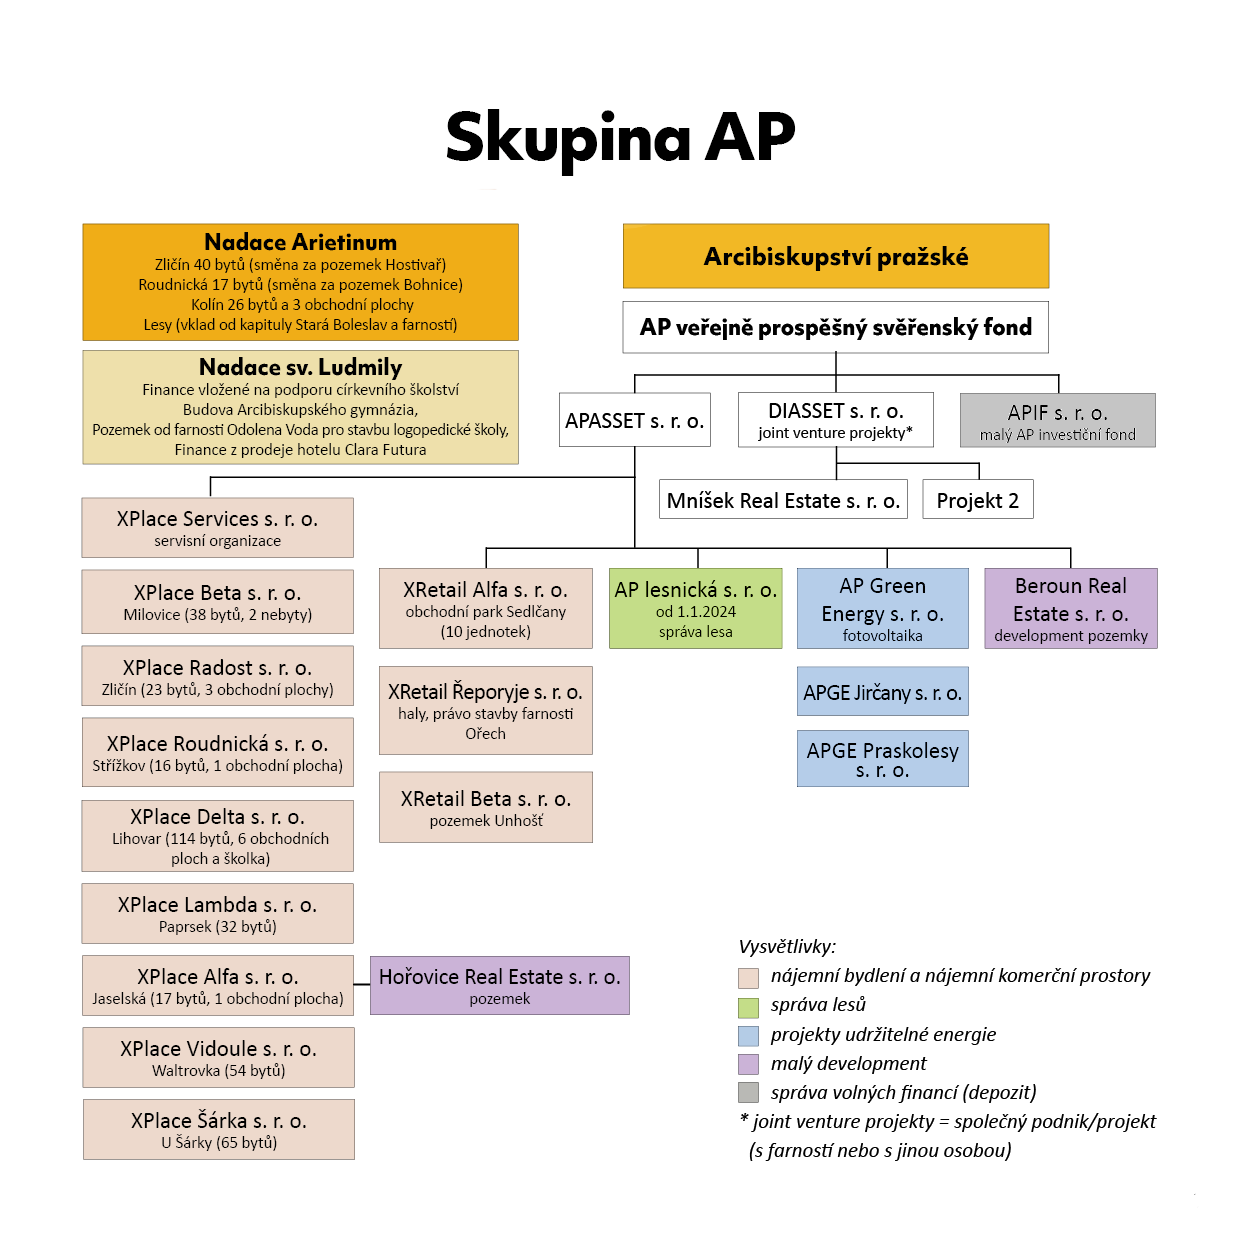 Skupina AP
Nadace Arietinum
Zličín 40 bytů (směna za pozemek Hostivař)
Roudnická 17 bytů (směna za pozemek Bohnice)
Kolín 26 bytů a 3 obchodní plochy
Lesy (vklad od kapituly Stará Boleslav a farností)
Nadace sv. Ludmily
Finance vložené na podporu církevního školství
Budova Arcibiskupského gymnázia,
Pozemek od farnosti Odolena Voda pro stavbu logopedické školy,
Finance z prodeje hotelu Clara Futura
Arcibiskupství pražské
AP veřejně prospěšný svěřenský fond
APASSET s. r. o.
DIASSET s. r. o.
joint venture projekty*
APIF s. r. o.
malý AP investiční fond
Mníšek Real Estate s. r. o.
Projekt 2
XPlace Services s. r. o.
servisní organizace
XPlace Beta s. r. o.
Milovice (38 bytů, 2 nebyty)
XPlace Radost s. r. o.
Zličín (23 bytů, 3 obchodní plochy)
XPlace Roudnická s. r. o.
Střížkov (16 bytů, 1 obchodní plocha)
XPlace Delta s. r. o.
Lihovar (114 bytů, 6 obchodních
ploch a školka)
XPlace Lambda s. r. o.
Paprsek (32 bytů)
XPlace Alfa s. r. o.
Jaselská (17 bytů, 1 obchodní plocha)
Hořovice Real Estate s. r. o.
pozemek
XPlace Vidoule s. r. o.
Waltrovka (54 bytů)
XPlace Šárka s. r. o.
U Šárky (65 bytů)
XRetail Alfa s. r. o.
obchodní park Sedlčany
(10 jednotek)
XRetail Řeporyje s. r. o.
haly, právo stavby farnosti
Ořech
XRetail Beta s. r. o.
pozemek Unhošť
AP lesnická s. r. o.
od 1.1.2024
správa lesa
AP Green
Energy s. r. o.
fotovoltaika
APGE Jirčany s. r. o.
APGE Praskolesy
s. r. o.
Beroun Real
Estate s. r. o.
development pozemky
Vysvětlivky:
nájemní bydlení a nájemní komerční prostory
správa lesů
projekty udržitelné energie
malý development
správa volných financí (depozit)
* joint venture projekty = společný podnik/projekt
(s farností nebo s jinou osobou)